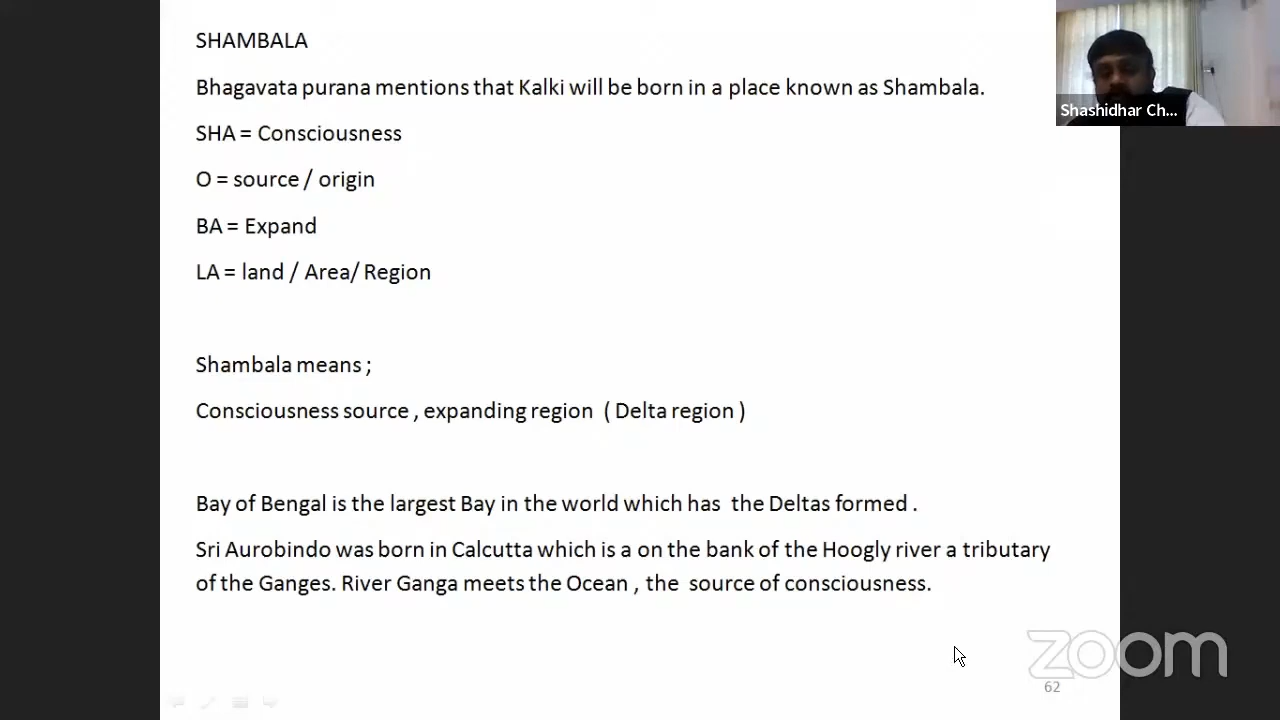 SHAMBALA
Bhagavata purana mentions that Kalki will be born in a place known as Shambala.
Shashidhar Ch...
SHA = Consciousness
O = source / origin
BA = Expand
LA = land / Area/ Region
Shambala means ;
Consciousness source , expanding region ( Delta region )
Bay of Bengal is the largest Bay in the world which has the Deltas formed .
Sri Aurobindo was born in Calcutta which is a on the bank of the Hoogly river a tributary
of the Ganges. River Ganga meets the Ocean , the source of consciousness.
zoom
62